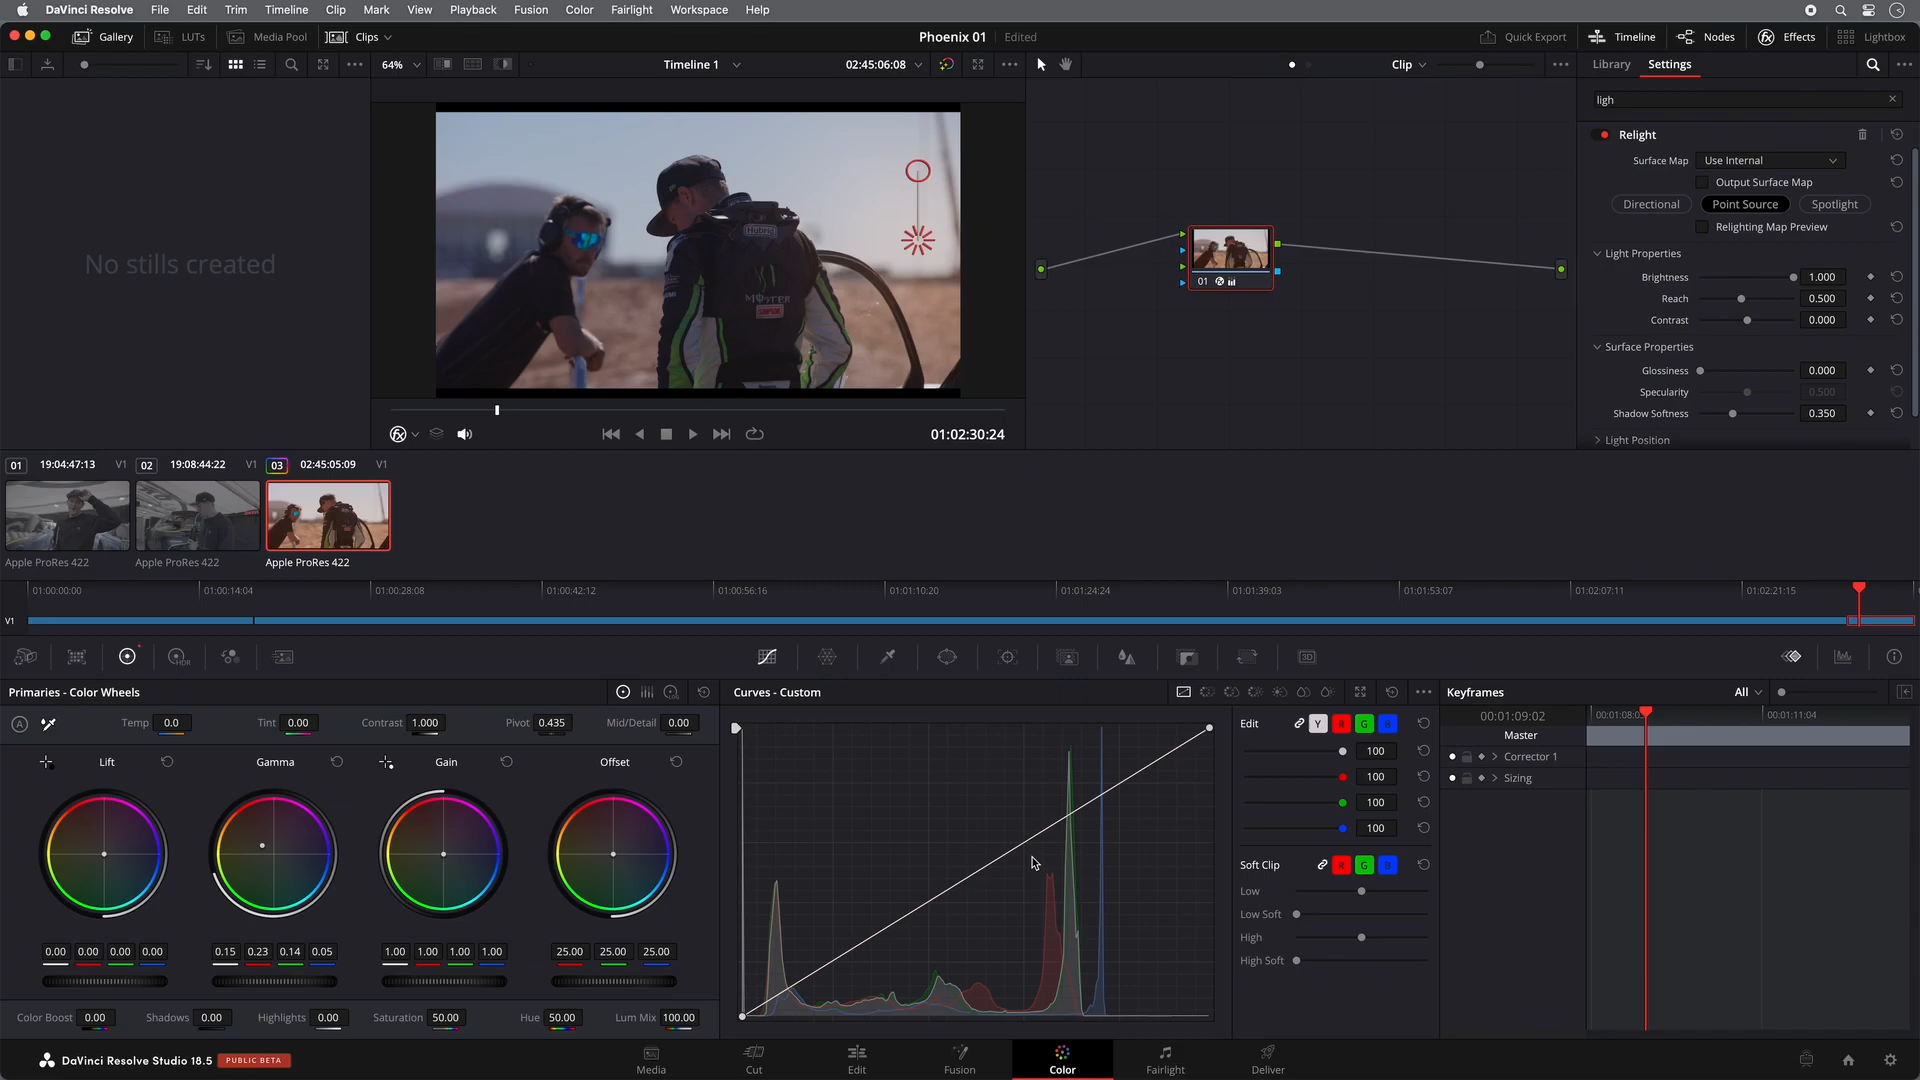 DaVinci Resolve File Edit Trim Timeline Clip Mark View Playback Fusion Color Fairlight Workspace Help
Gallery LUTs Media Pool Clips Phoenix 01 Edited Quick Export Timeline Nodes Effects Lightbox
64% Timeline 1 02:45:06:08 Clip Library Settings
ligh
Relight
Surface Map Use Internal
Output Surface Map
Directional Point Source Spotlight
Relighting Map Preview
Light Properties
Brightness 1.000
Reach 0.500
Contrast 0.000
Surface Properties
Glossiness 0.000
Specularity 0.500
Shadow Softness 0.350
Light Position
No stills created
MONSTER
01
01:02:30:24
01 19:04:47:13 V1 02 19:08:44:22 V1 03 02:45:05:09 V1
Apple ProRes 422 Apple ProRes 422 Apple ProRes 422
01:00:00:00 01:00:14:04 01:00:28:08 01:00:42:12 01:00:56:16 01:01:10:20 01:01:24:24 01:01:39:03 01:01:53:07 01:02:07:11 01:02:21:15
V1
HDR 3D
Primaries - Color Wheels LOG Curves - Custom Keyframes All
A Temp 0.0 Tint 0.00 Contrast 1.000 Pivot 0.435 Mid/Detail 0.00
Edit Y R G B
00:01:09:02 00:01:08:0 00:01:11:04
Master
Lift Gamma Gain Offset
100
Corrector 1
100
Sizing
100
100
Soft Clip R G B
Low
Low Soft
High
High Soft
0.00 0.00 0.00 0.00 0.15 0.23 0.14 0.05 1.00 1.00 1.00 1.00 25.00 25.00 25.00
Color Boost 0.00 Shadows 0.00 Highlights 0.00 Saturation 50.00 Hue 50.00 Lum Mix 100.00
DaVinci Resolve Studio 18.5 PUBLIC BETA
Media Cut Edit Fusion Color Fairlight Deliver